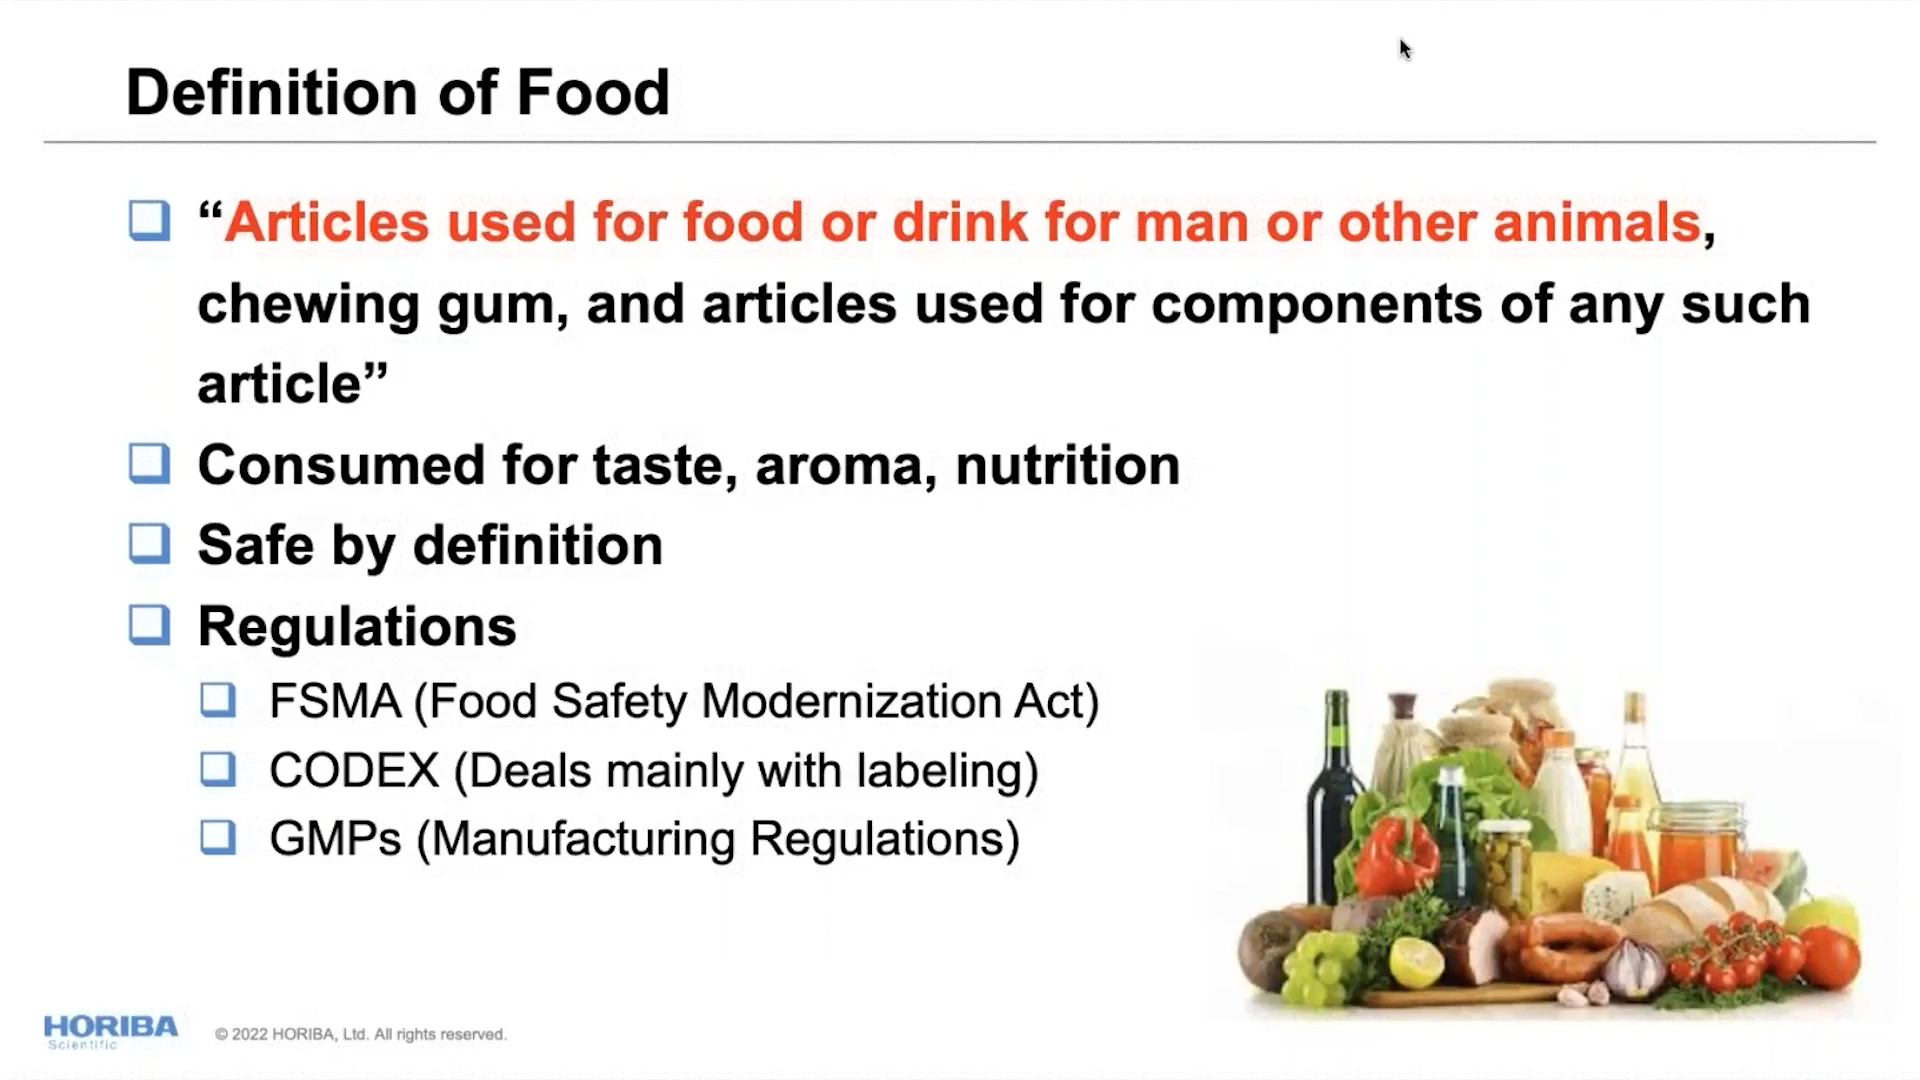 Definition of Food
“Articles used for food or drink for man or other animals,
chewing gum, and articles used for components of any such
article”
Consumed for taste, aroma, nutrition
Safe by definition
Regulations
FSMA (Food Safety Modernization Act)
CODEX (Deals mainly with labeling)
GMPs (Manufacturing Regulations)
HORIBA
Scientific
© 2022 HORIBA, Ltd. All rights reserved.